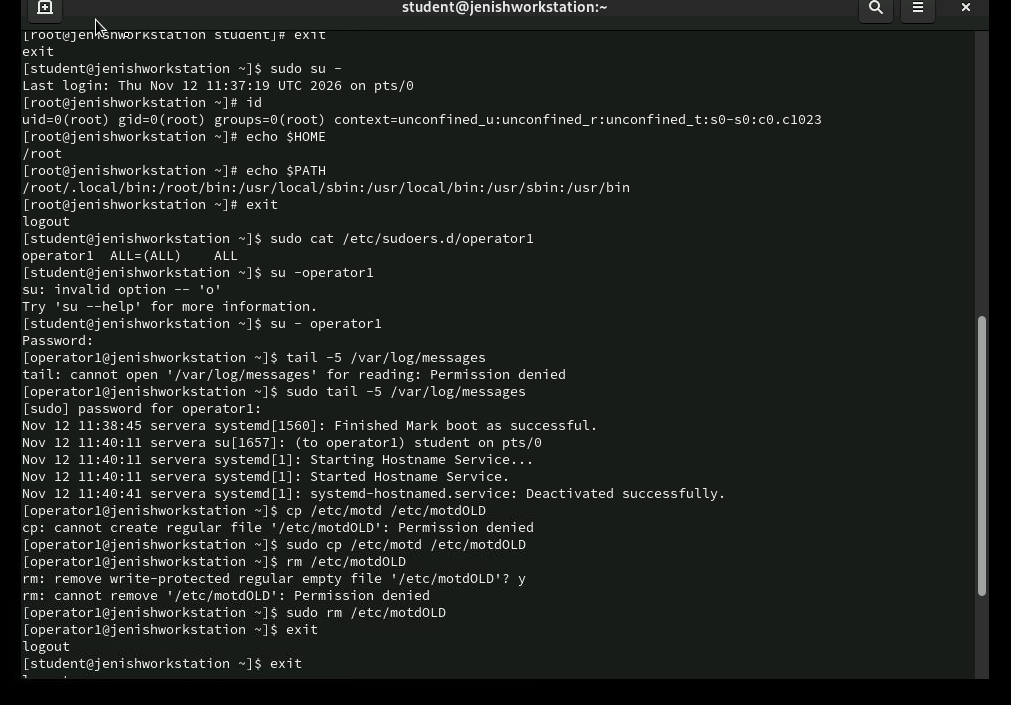 student@jenishworkstation:~
[root@jenishworkstation student]# exit
exit
[student@jenishworkstation ~]$ sudo su -
Last login: Thu Nov 12 11:37:19 UTC 2026 on pts/0
[root@jenishworkstation ~]# id
uid=0(root) gid=0(root) groups=0(root) context=unconfined_u:unconfined_r:unconfined_t:s0-s0:c0.c1023
[root@jenishworkstation ~]# echo $HOME
/root
[root@jenishworkstation ~]# echo $PATH
/root/.local/bin:/root/bin:/usr/local/sbin:/usr/local/bin:/usr/sbin:/usr/bin
[root@jenishworkstation ~]# exit
logout
[student@jenishworkstation ~]$ sudo cat /etc/sudoers.d/operator1
operator1  ALL=(ALL)    ALL
[student@jenishworkstation ~]$ su -operator1
su: invalid option -- 'o'
Try 'su --help' for more information.
[student@jenishworkstation ~]$ su - operator1
Password:
[operator1@jenishworkstation ~]$ tail -5 /var/log/messages
tail: cannot open '/var/log/messages' for reading: Permission denied
[operator1@jenishworkstation ~]$ sudo tail -5 /var/log/messages
[sudo] password for operator1:
Nov 12 11:38:45 servera systemd[1560]: Finished Mark boot as successful.
Nov 12 11:40:11 servera su[1657]: (to operator1) student on pts/0
Nov 12 11:40:11 servera systemd[1]: Starting Hostname Service...
Nov 12 11:40:11 servera systemd[1]: Started Hostname Service.
Nov 12 11:40:41 servera systemd[1]: systemd-hostnamed.service: Deactivated successfully.
[operator1@jenishworkstation ~]$ cp /etc/motd /etc/motdOLD
cp: cannot create regular file '/etc/motdOLD': Permission denied
[operator1@jenishworkstation ~]$ sudo cp /etc/motd /etc/motdOLD
[operator1@jenishworkstation ~]$ rm /etc/motdOLD
rm: remove write-protected regular empty file '/etc/motdOLD'? y
rm: cannot remove '/etc/motdOLD': Permission denied
[operator1@jenishworkstation ~]$ sudo rm /etc/motdOLD
[operator1@jenishworkstation ~]$ exit
logout
[student@jenishworkstation ~]$ exit